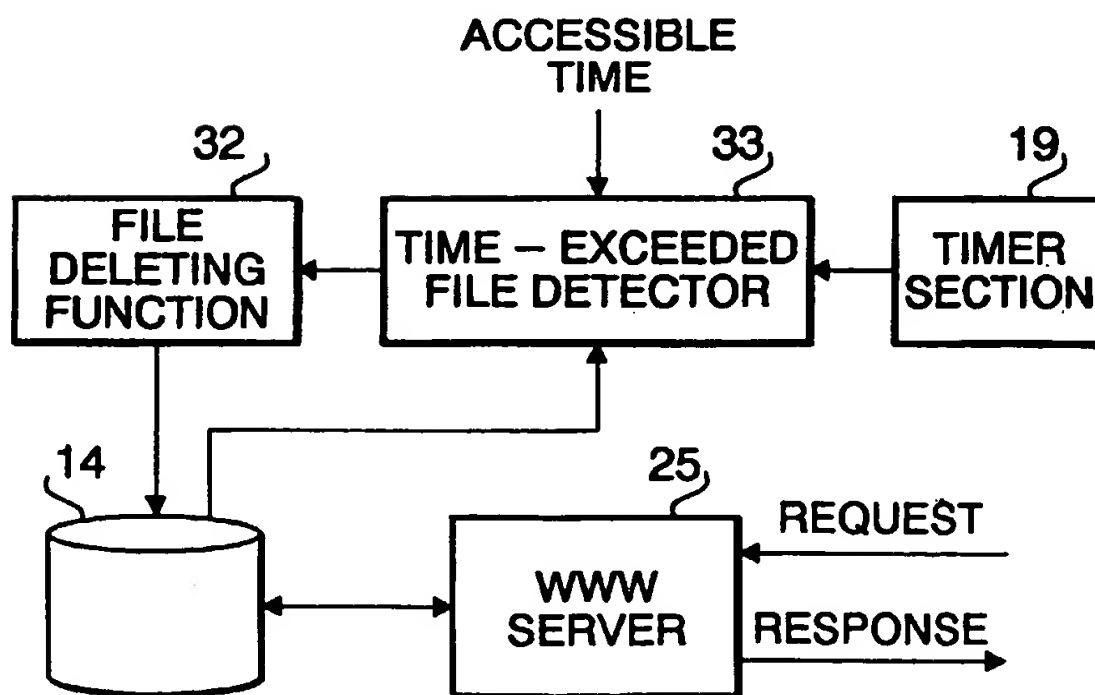 ACCESSIBLE
TIME
32
33
19
FILE
DELETING
FUNCTION
TIME – EXCEEDED
FILE DETECTOR
TIMER
SECTION
14
25
REQUEST
WWW
SERVER
RESPONSE